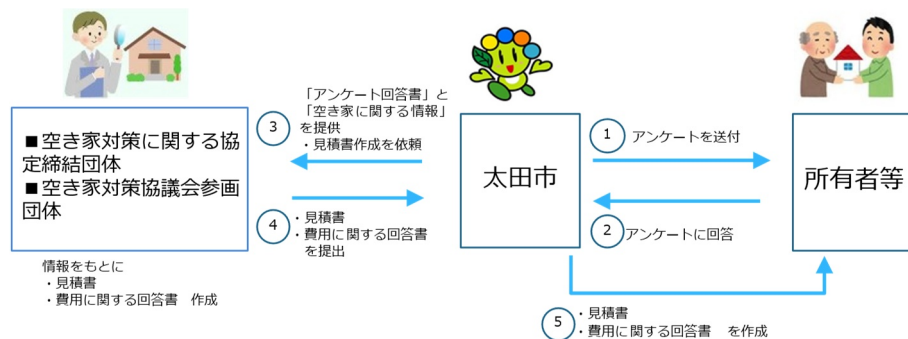 「アンケート回答書」と
「空き家に関する情報」
を提供
・見積書作成を依頼
3
■空き家対策に関する協
定締結団体
■空き家対策協議会参画
団体
太田市
所有者等
1
アンケートを送付
4
・見積書
・費用に関する回答書
を提出
2
アンケートに回答
情報をもとに
・見積書
・費用に関する回答書　作成
5
・見積書
・費用に関する回答書　を作成